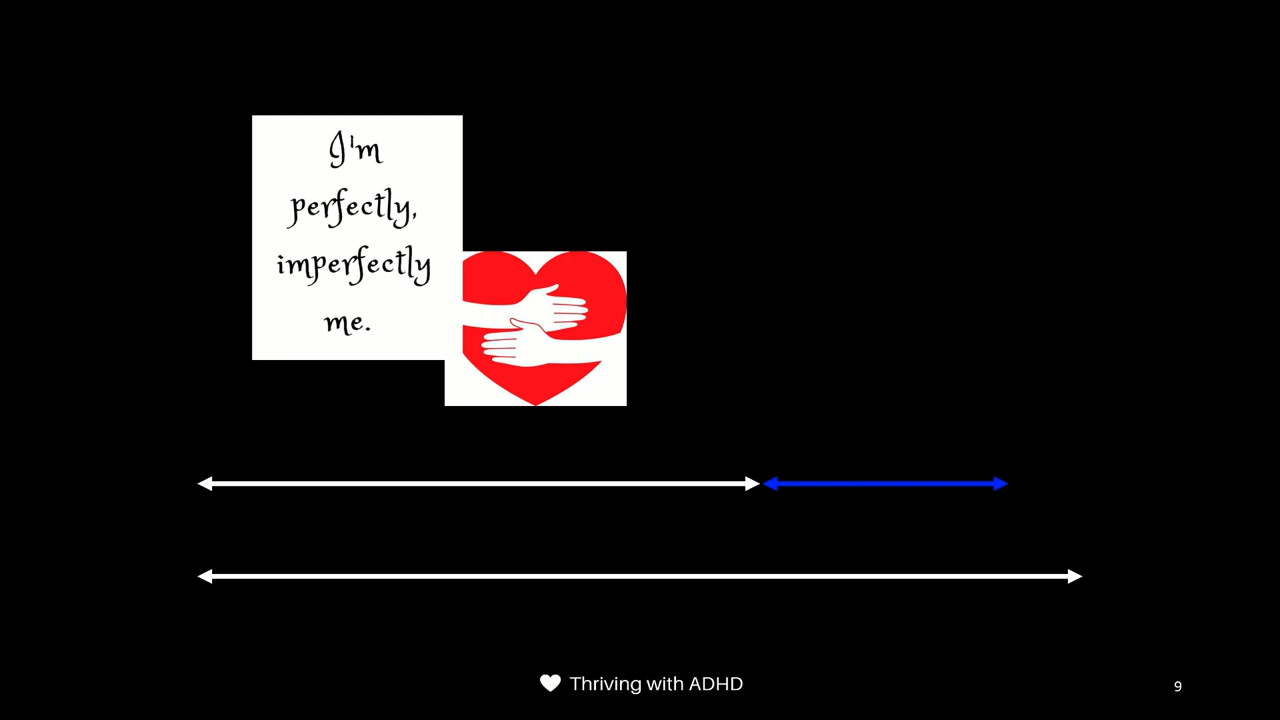 I'm
perfectly,
imperfectly
me.
Thriving with ADHD
9